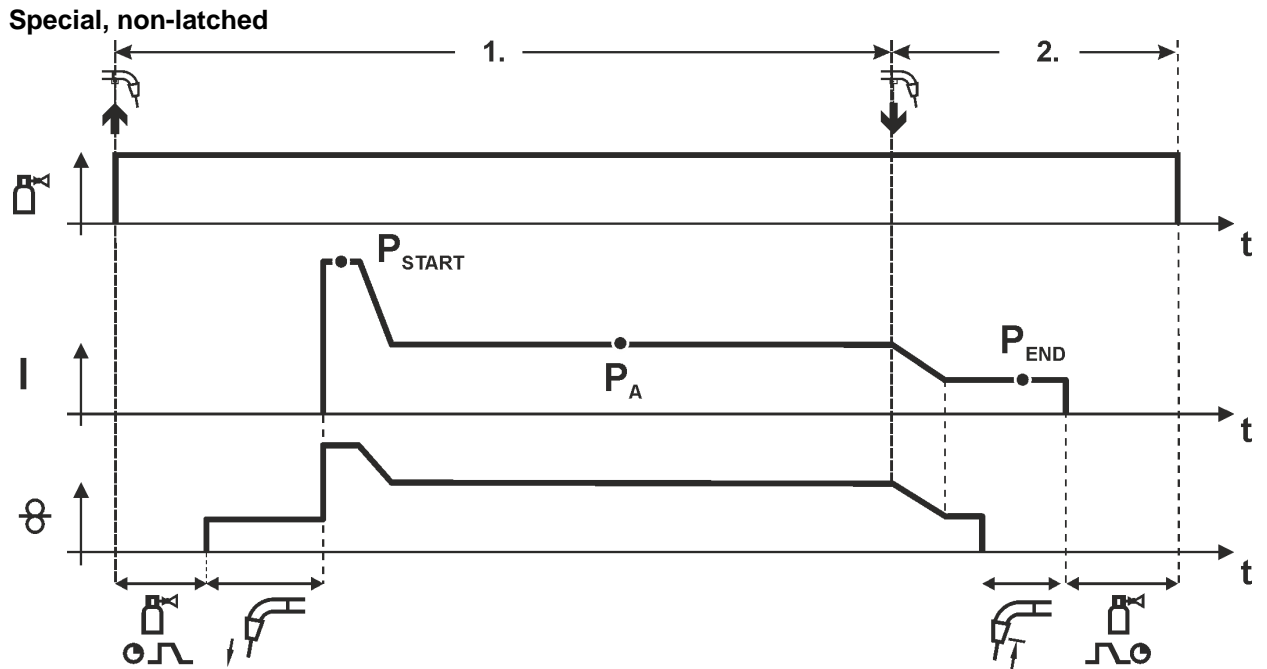 Special, non-latched
1. 2.
t
P START
I
P A
P END
t
t